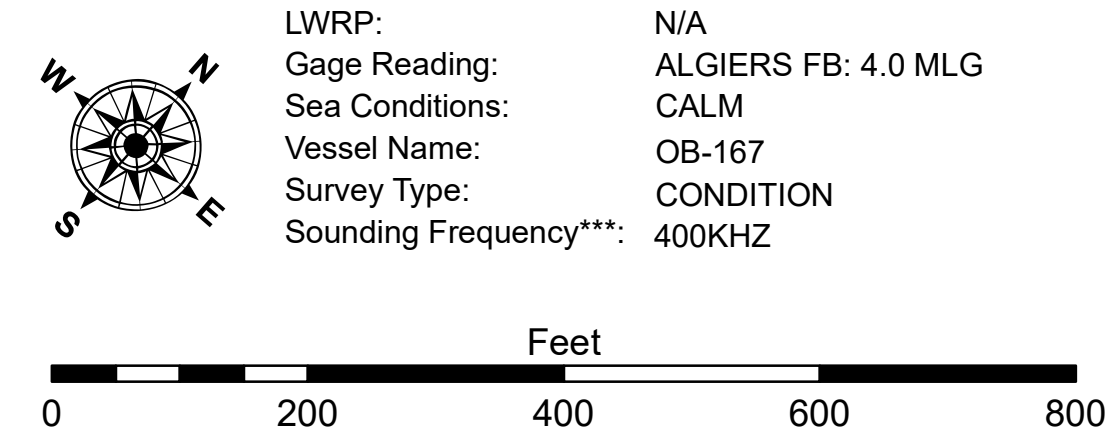 LWRP: N/A
Gage Reading: ALGIERS FB: 4.0 MLG
Sea Conditions: CALM
Vessel Name: OB-167
Survey Type: CONDITION
Sounding Frequency***: 400KHZ
W N
S E
Feet
0 200 400 600 800